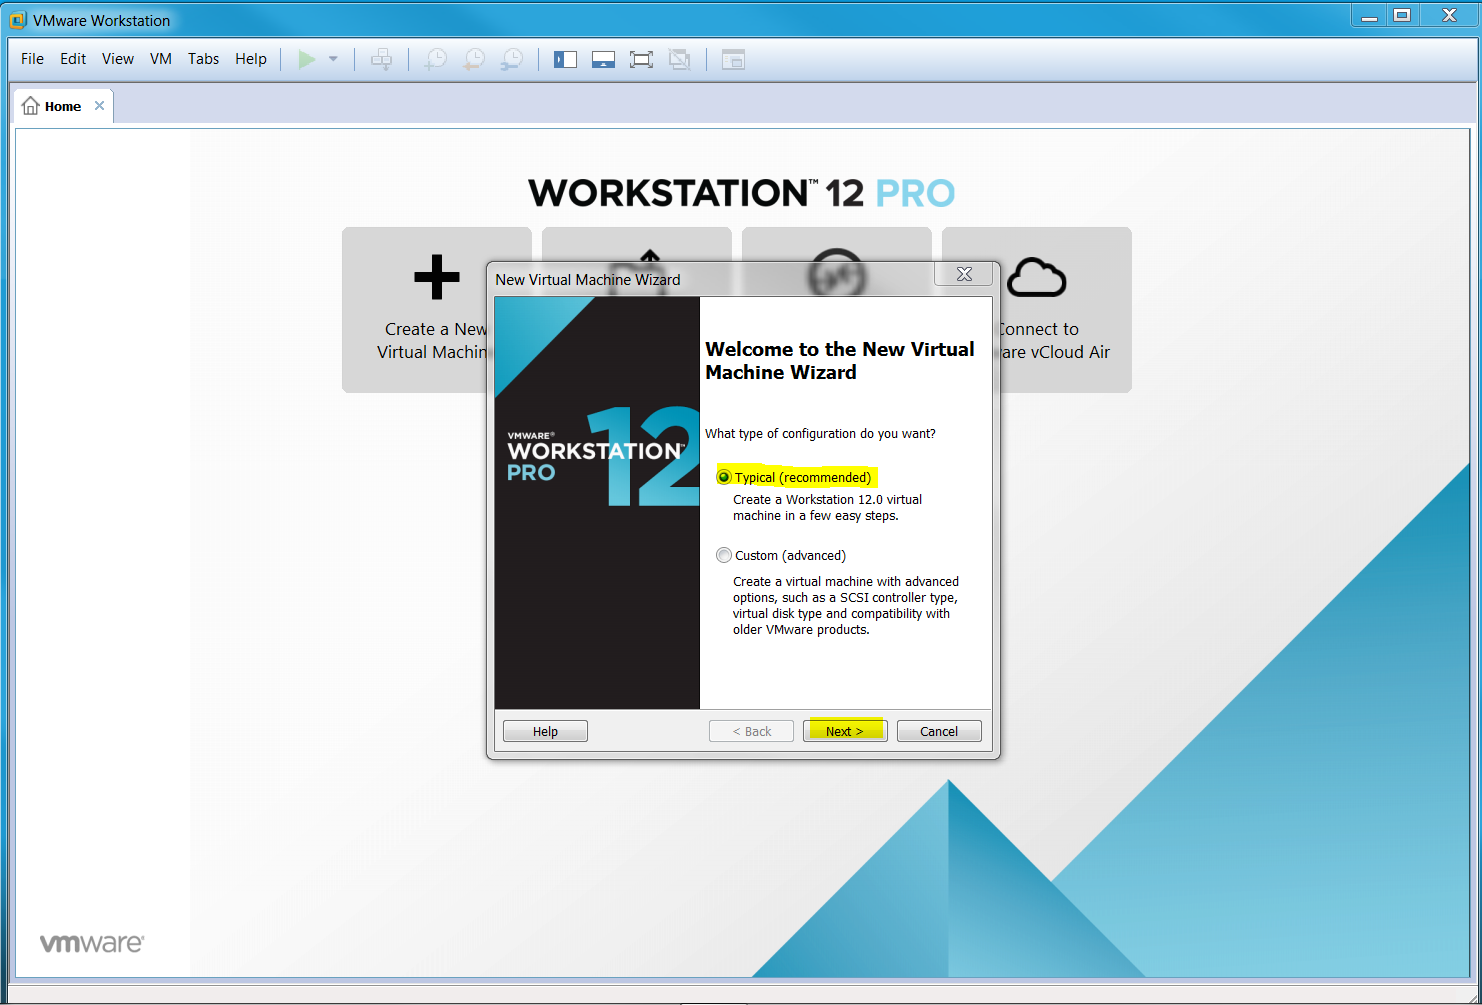 VMware Workstation
File Edit View VM Tabs Help
Home
WORKSTATION™ 12 PRO
Create a New
Virtual Machin
Connect to
are vCloud Air
New Virtual Machine Wizard
VMWARE®
WORKSTATION™
PRO
12
Welcome to the New Virtual
Machine Wizard
What type of configuration do you want?
Typical (recommended)
Create a Workstation 12.0 virtual
machine in a few easy steps.
Custom (advanced)
Create a virtual machine with advanced
options, such as a SCSI controller type,
virtual disk type and compatibility with
older VMware products.
Help
< Back
Next >
Cancel
vmware®